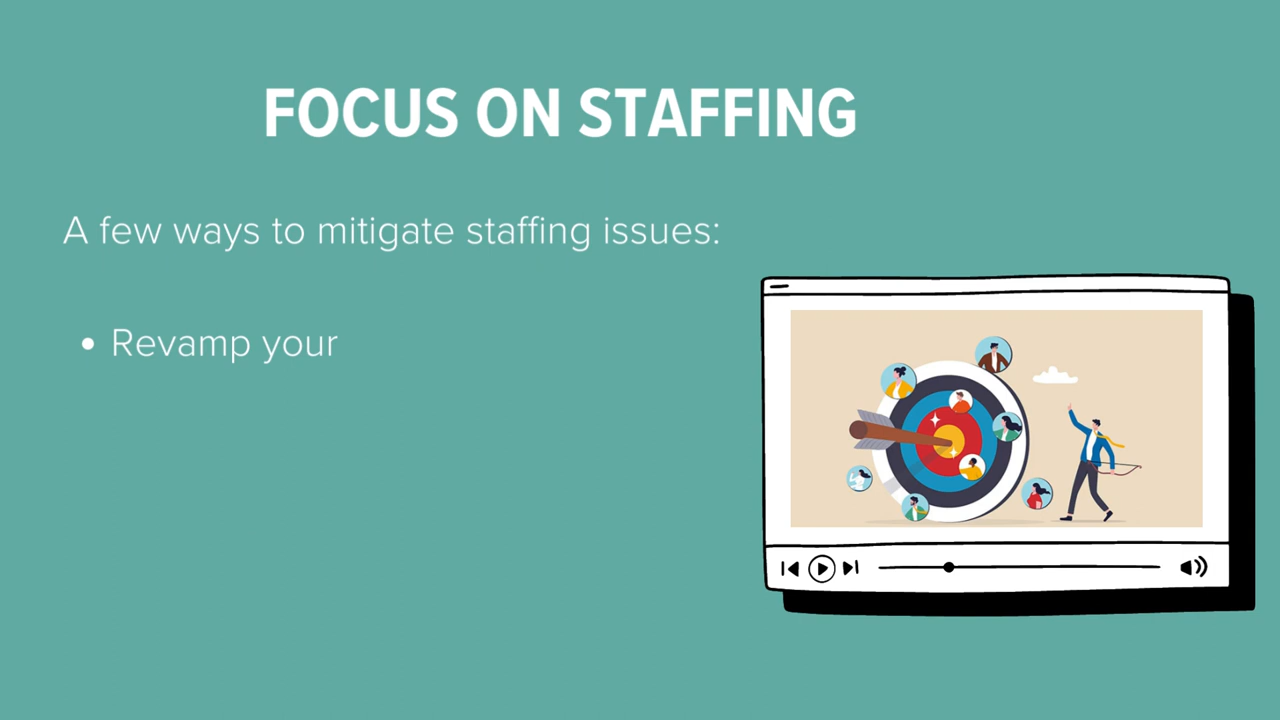 FOCUS ON STAFFING
A few ways to mitigate staffing issues:
• Revamp your